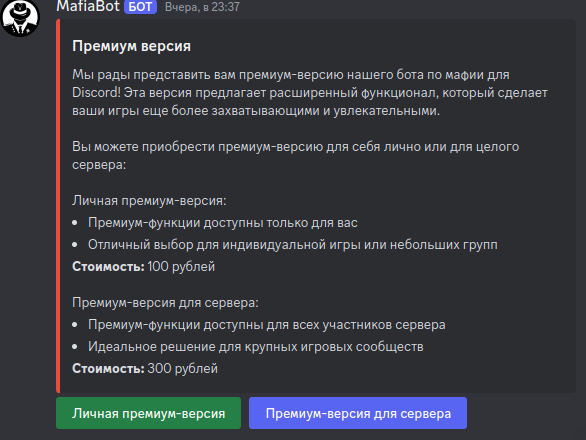 MafiaBot БОТ Вчера, в 23:37
Премиум версия
Мы рады представить вам премиум-версию нашего бота по мафии для
Discord! Эта версия предлагает расширенный функционал, который сделает
ваши игры еще более захватывающими и увлекательными.
Вы можете приобрести премиум-версию для себя лично или для целого
сервера:
Личная премиум-версия:
• Премиум-функции доступны только для вас
• Отличный выбор для индивидуальной игры или небольших групп
Стоимость: 100 рублей
Премиум-версия для сервера:
• Премиум-функции доступны для всех участников сервера
• Идеальное решение для крупных игровых сообществ
Стоимость: 300 рублей
Личная премиум-версия Премиум-версия для сервера